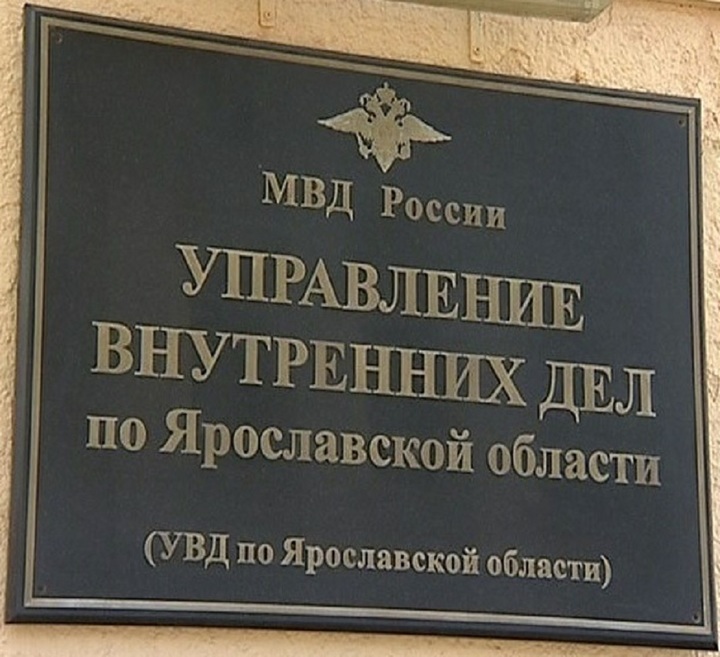 МВД России
УПРАВЛЕНИЕ
ВНУТРЕННИХ ДЕЛ
по Ярославской области
(УВД по Ярославской области)